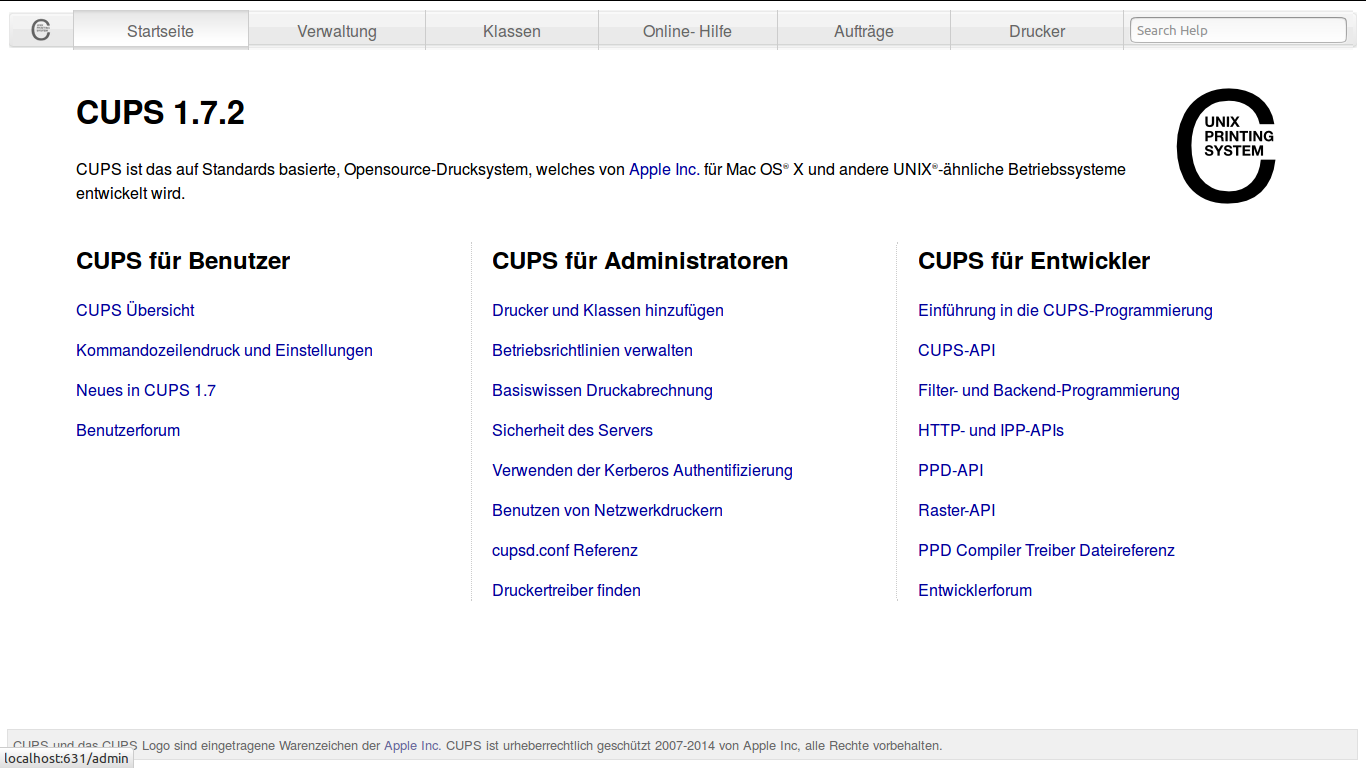 Startseite Verwaltung Klassen Online- Hilfe Aufträge Drucker Search Help
CUPS 1.7.2
UNIX
PRINTING
SYSTEM
CUPS ist das auf Standards basierte, Opensource-Drucksystem, welches von Apple Inc. für Mac OS® X und andere UNIX®-ähnliche Betriebssysteme
entwickelt wird.
CUPS für Benutzer
CUPS Übersicht
Kommandozeilendruck und Einstellungen
Neues in CUPS 1.7
Benutzerforum
CUPS für Administratoren
Drucker und Klassen hinzufügen
Betriebsrichtlinien verwalten
Basiswissen Druckabrechnung
Sicherheit des Servers
Verwenden der Kerberos Authentifizierung
Benutzen von Netzwerkdruckern
cupsd.conf Referenz
Druckertreiber finden
CUPS für Entwickler
Einführung in die CUPS-Programmierung
CUPS-API
Filter- und Backend-Programmierung
HTTP- und IPP-APIs
PPD-API
Raster-API
PPD Compiler Treiber Dateireferenz
Entwicklerforum
CUPS und das CUPS Logo sind eingetragene Warenzeichen der Apple Inc. CUPS ist urheberrechtlich geschützt 2007-2014 von Apple Inc, alle Rechte vorbehalten.
localhost:631/admin